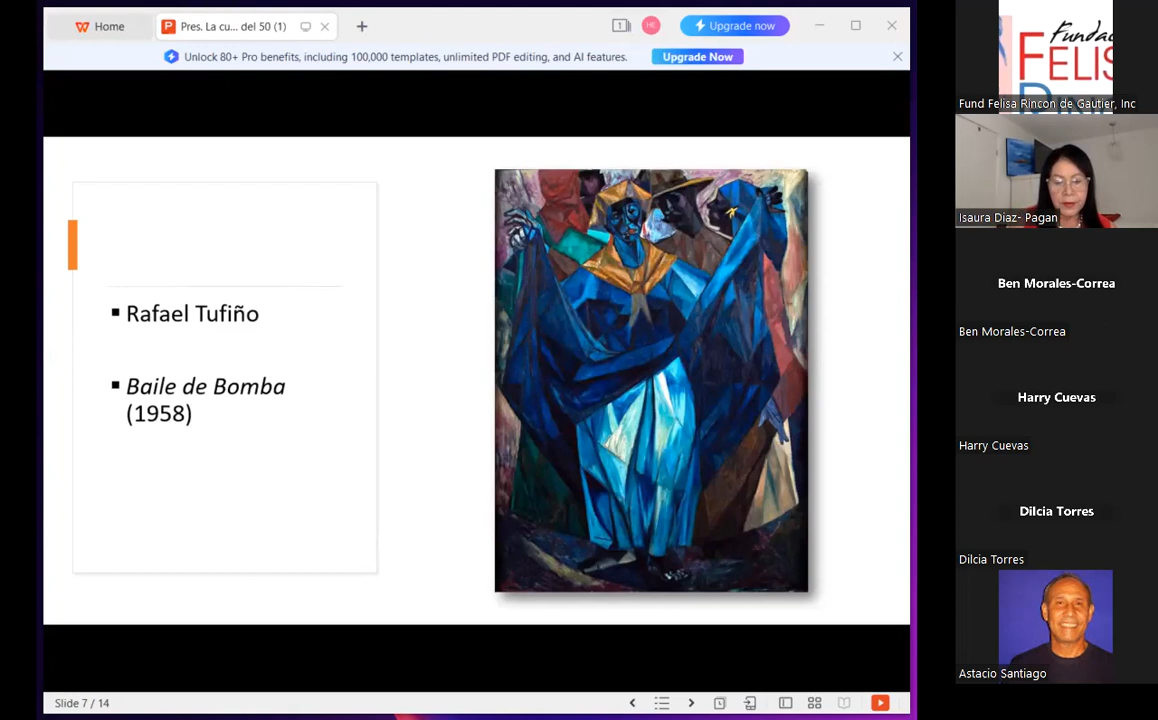 Home
Pres. La cu... del 50 (1)
1
Upgrade now
Unlock 80+ Pro benefits, including 100,000 templates, unlimited PDF editing, and AI features.
Upgrade Now
Rafael Tufiño
Baile de Bomba
(1958)
Slide 7 / 14
Fundac
FELIS
Fund Felisa Rincon de Gautier, Inc
Isaura Diaz- Pagan
Ben Morales-Correa
Ben Morales-Correa
Harry Cuevas
Harry Cuevas
Dilcia Torres
Dilcia Torres
Astacio Santiago